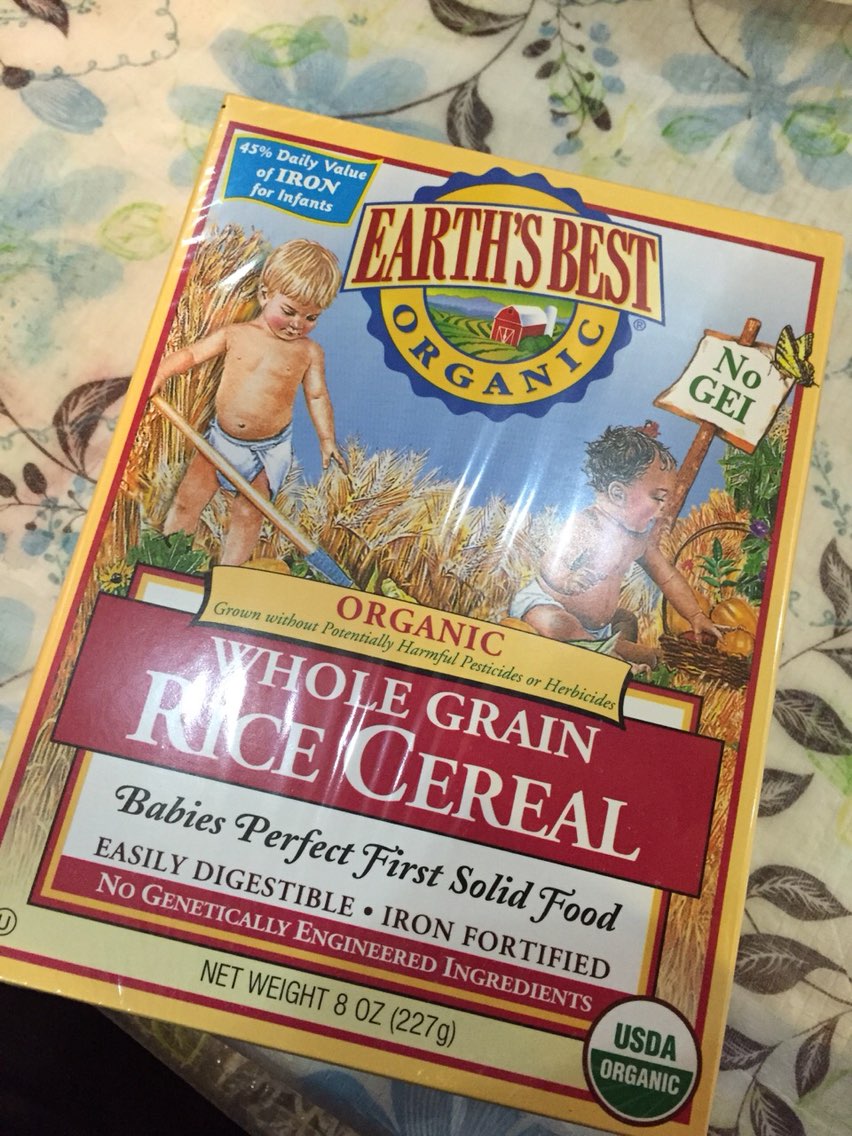 45% Daily Value
of IRON
for Infants
EARTH'S BEST
®
ORGANIC
No
GEI
ORGANIC
Grown without Potentially Harmful Pesticides or Herbicides
WHOLE GRAIN
RICE CEREAL
Babies Perfect First Solid Food
EASILY DIGESTIBLE • IRON FORTIFIED
NO GENETICALLY ENGINEERED INGREDIENTS
NET WEIGHT 8 OZ (227g)
U
USDA
ORGANIC